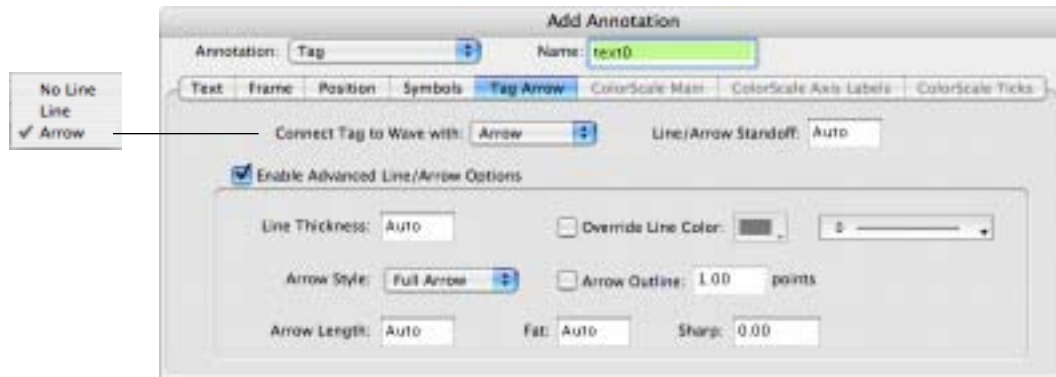 Add Annotation
Annotation: Tag Name: text0
Text Frame Position Symbols Tag Arrow ColorScale Main ColorScale Axis Labels ColorScale Ticks
No Line
Line
✓ Arrow
Connect Tag to Wave with: Arrow Line/Arrow Standoff: Auto
Enable Advanced Line/Arrow Options
Line Thickness: Auto Override Line Color: 0
Arrow Style: Full Arrow Arrow Outline: 1.00 points
Arrow Length: Auto Fat: Auto Sharp: 0.00